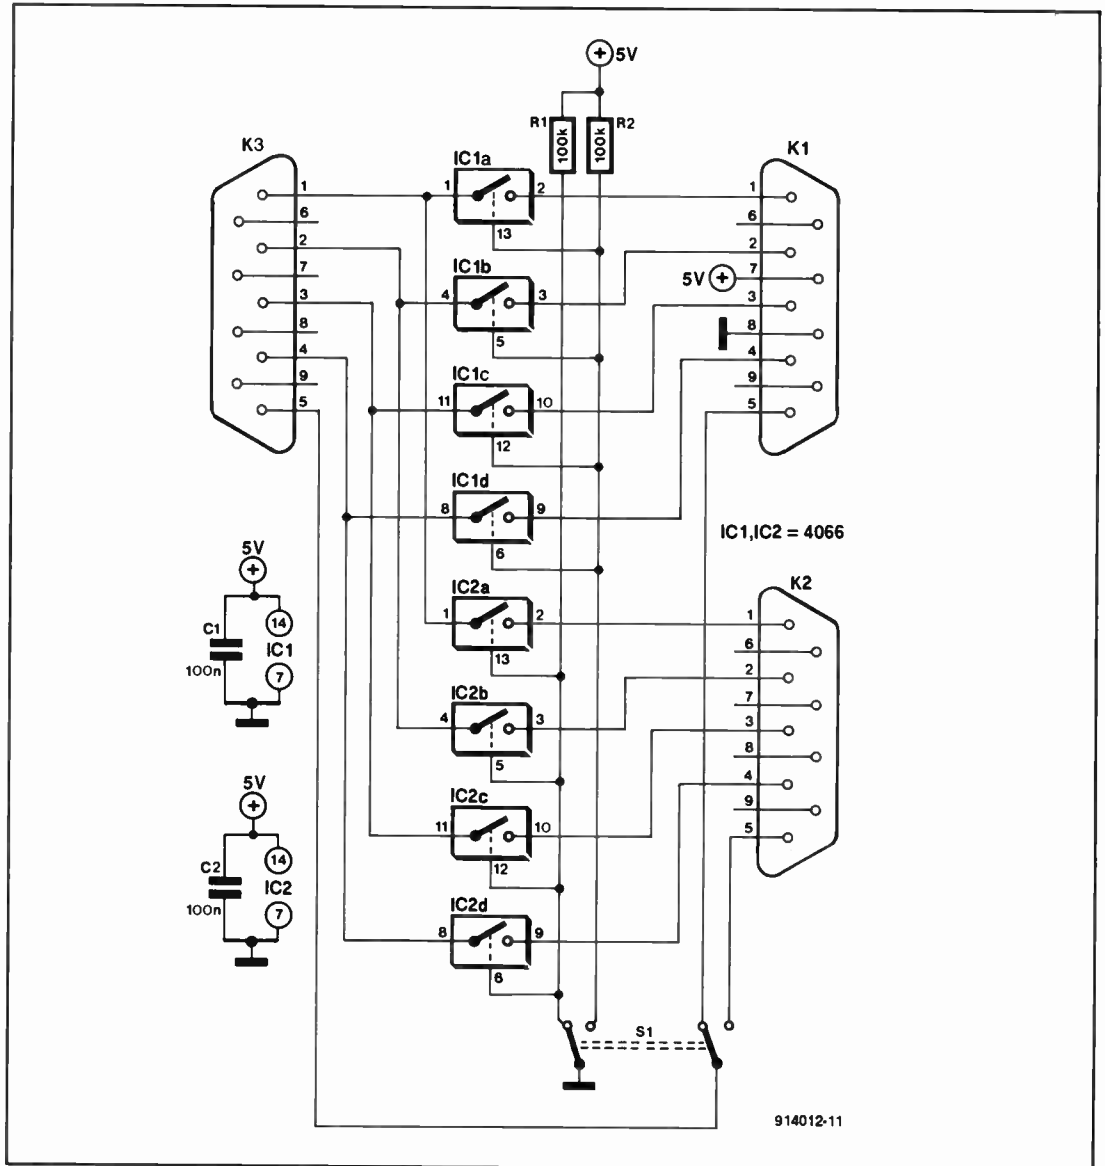 5V
R1
100k
100k
R2
K3
K1
IC1a
1
2
13
1
6
2
7
3
8
4
9
5
1
6
2
5V
7
3
8
4
9
5
IC1b
4
3
5
IC1c
11
10
12
IC1d
8
9
6
IC1,IC2 = 4066
5V
C1
100n
14
IC1
7
IC2a
1
2
13
K2
1
6
2
7
3
8
4
9
5
IC2b
4
3
5
5V
C2
100n
14
IC2
7
IC2c
11
10
12
IC2d
8
9
6
S1
914012-11